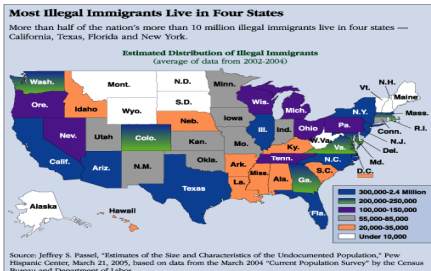 Most Illegal Immigrants Live in Four States
More than half of the nation's more than 10 million illegal immigrants live in four states —
California, Texas, Florida and New York.
Estimated Distribution of Illegal Immigrants
(average of data from 2002-2004)
Wash.
Mont.
N.D.
Minn.
Vt.
N.H.
Maine
Ore.
Idaho
Wyo.
S.D.
Wis.
Mich.
N.Y.
Mass.
R.I.
Conn.
N.J.
Del.
Md.
D.C.
Nev.
Utah
Colo.
Neb.
Iowa
Ill.
Ind.
Ohio
Pa.
W.Va.
Va.
Calif.
Ariz.
N.M.
Kan.
Mo.
Ky.
Okla.
Ark.
Tenn.
N.C.
S.C.
Texas
La.
Miss.
Ala.
Ga.
Fla.
Alaska
Hawaii
300,000-2.4 Million
200,000-250,000
100,000-150,000
55,000-65,000
20,000-35,000
Under 10,000
Source: Jeffrey S. Passel, "Estimates of the Size and Characteristics of the Undocumented Population," Pew
Hispanic Center, March 21, 2005, based on data from the March 2004 "Current Population Survey" by the Census
Bureau and Department of Labor.